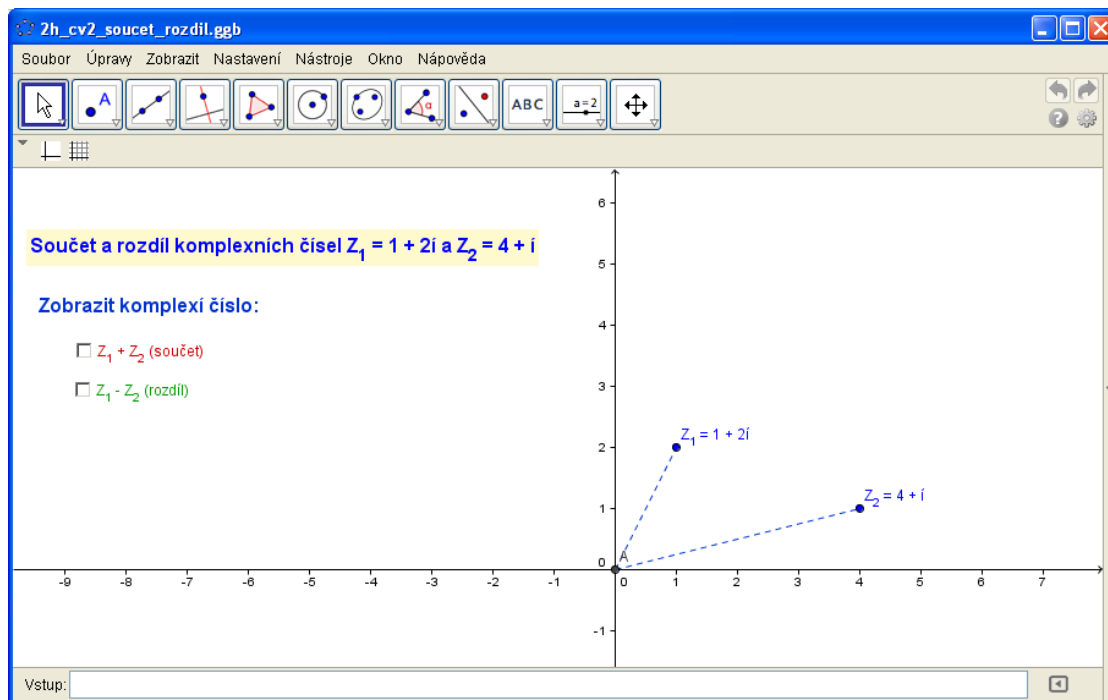 2h_cv2_soucet_rozdil.ggb
Soubor Úpravy Zobrazit Nastavení Nástroje Okno Nápověda
A α ABC a=2
Součet a rozdíl komplexních čísel Z1 = 1 + 2í a Z2 = 4 + í
Zobrazit komplexí číslo:
Z1 + Z2 (součet)
Z1 - Z2 (rozdíl)
6
5
4
3
2
1
0
-1
Z1 = 1 + 2í
Z2 = 4 + í
A
-9 -8 -7 -6 -5 -4 -3 -2 -1 0 1 2 3 4 5 6 7
Vstup: